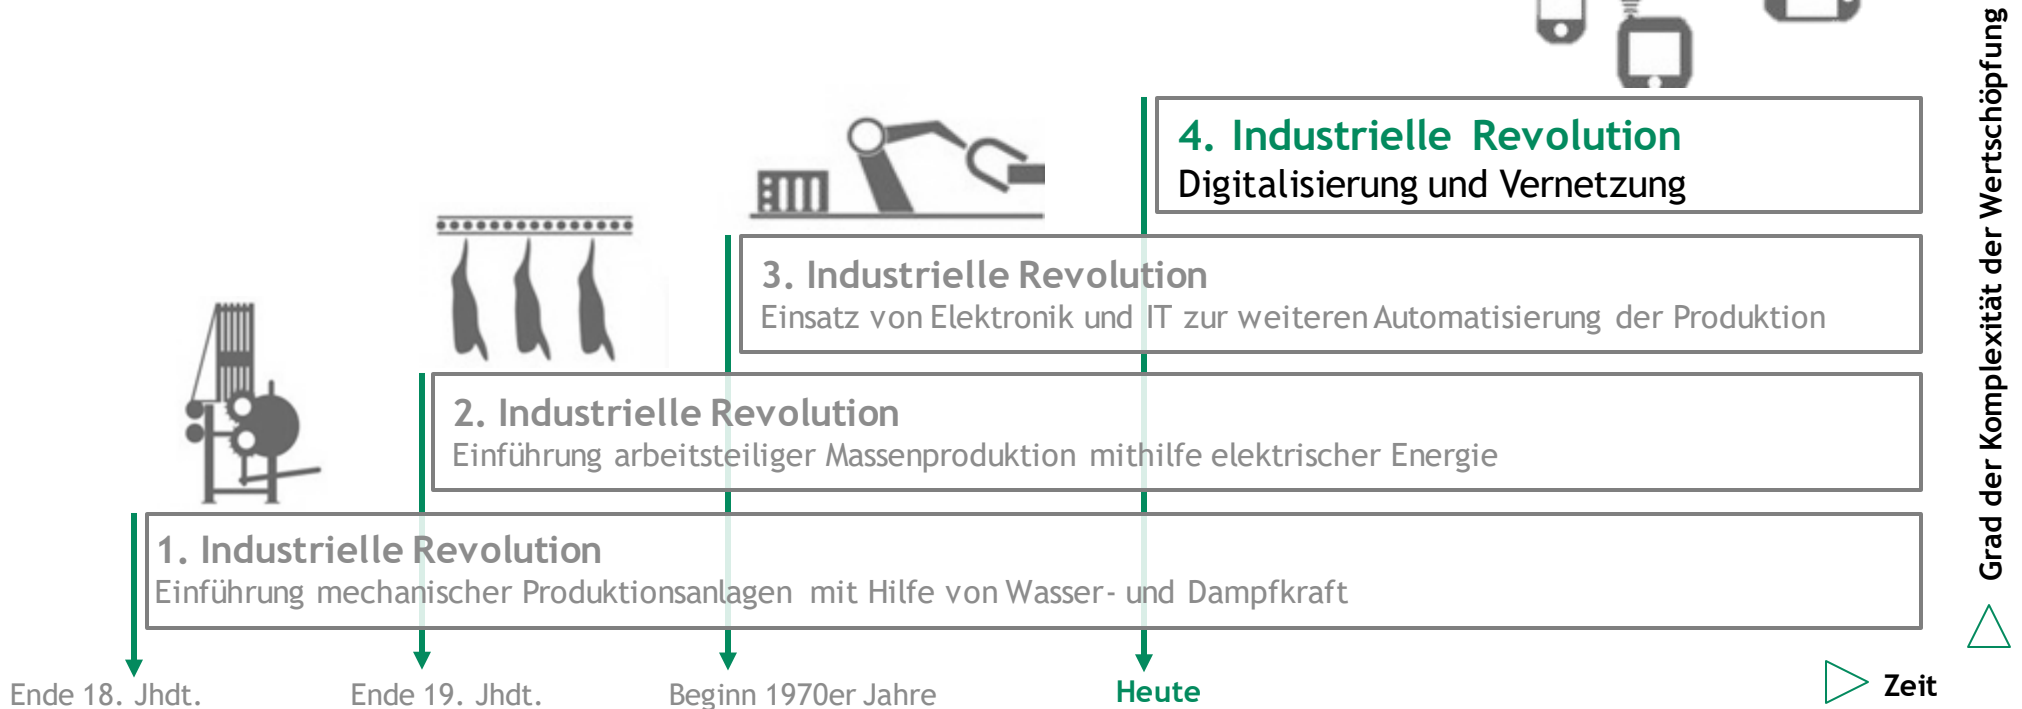 4. Industrielle Revolution
Digitalisierung und Vernetzung
3. Industrielle Revolution
Einsatz von Elektronik und IT zur weiteren Automatisierung der Produktion
2. Industrielle Revolution
Einführung arbeitsteiliger Massenproduktion mithilfe elektrischer Energie
1. Industrielle Revolution
Einführung mechanischer Produktionsanlagen mit Hilfe von Wasser- und Dampfkraft
Ende 18. Jhdt.
Ende 19. Jhdt.
Beginn 1970er Jahre
Heute
Zeit
Grad der Komplexität der Wertschöpfung